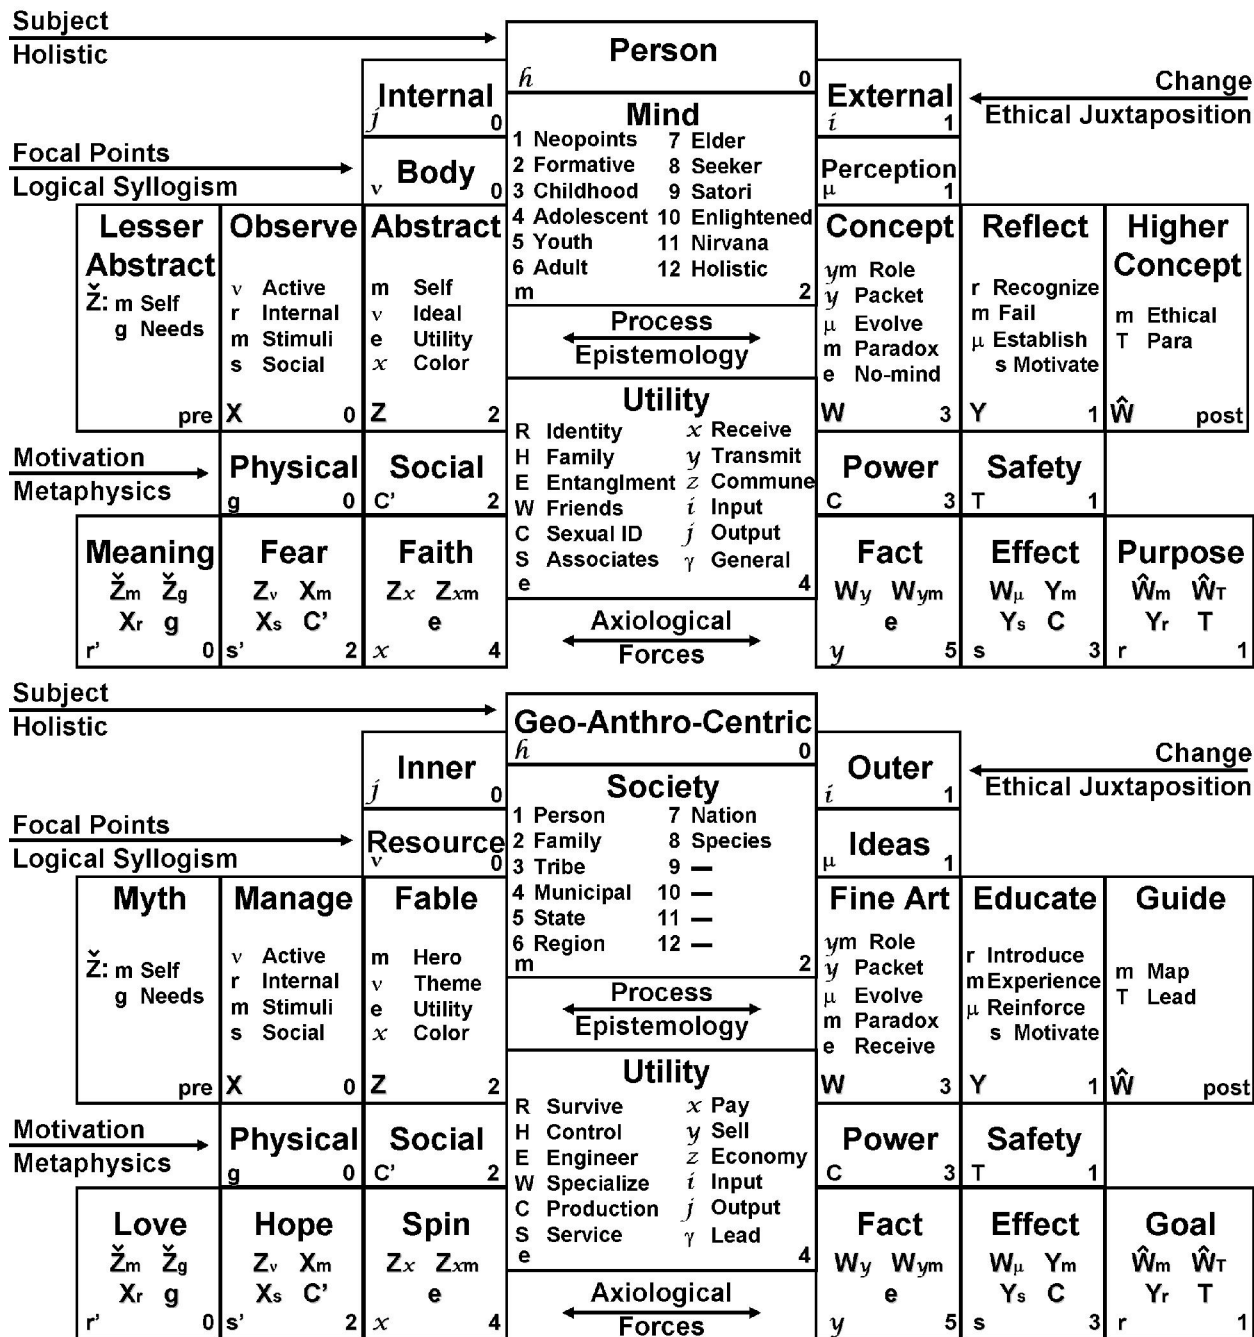 Subject
Holistic
Person
ℏ 0
Internal
j 0
External
i 1
Change
Ethical Juxtaposition
Mind
1 Neopoints 7 Elder
2 Formative 8 Seeker
3 Childhood 9 Satori
4 Adolescent 10 Enlightened
5 Youth 11 Nirvana
6 Adult 12 Holistic
m 2
Focal Points
Logical Syllogism
Body
ν 0
Perception
μ 1
Lesser
Abstract
Ž: m Self
g Needs
pre
Observe
ν Active
r Internal
m Stimuli
s Social
X 0
Abstract
m Self
ν Ideal
e Utility
x Color
Z 2
Process
Epistemology
Concept
ym Role
y Packet
μ Evolve
m Paradox
e No-mind
W 3
Reflect
r Recognize
m Fail
μ Establish
s Motivate
Y 1
Higher
Concept
m Ethical
T Para
Ŵ post
Utility
R Identity x Receive
H Family y Transmit
E Entanglment z Commune
W Friends i Input
C Sexual ID j Output
S Associates γ General
e 4
Motivation
Metaphysics
Physical
g 0
Social
C' 2
Power
C 3
Safety
T 1
Meaning
Žm Žg
Xr g
r' 0
Fear
Zν Xm
Xs C'
s' 2
Faith
Zx Zxm
e
x 4
Axiological
Forces
Fact
Wy Wym
e
y 5
Effect
Wμ Ym
Ys C
s 3
Purpose
Ŵm ŴT
Yr T
r 1
Subject
Holistic
Geo-Anthro-Centric
ℏ 0
Inner
j 0
Outer
i 1
Change
Ethical Juxtaposition
Society
1 Person 7 Nation
2 Family 8 Species
3 Tribe 9 —
4 Municipal 10 —
5 State 11 —
6 Region 12 —
m 2
Focal Points
Logical Syllogism
Resource
ν 0
Ideas
μ 1
Myth
Ž: m Self
g Needs
pre
Manage
ν Active
r Internal
m Stimuli
s Social
X 0
Fable
m Hero
ν Theme
e Utility
x Color
Z 2
Process
Epistemology
Fine Art
ym Role
y Packet
μ Evolve
m Paradox
e Receive
W 3
Educate
r Introduce
m Experience
μ Reinforce
s Motivate
Y 1
Guide
m Map
T Lead
Ŵ post
Utility
R Survive x Pay
H Control y Sell
E Engineer z Economy
W Specialize i Input
C Production j Output
S Service γ Lead
e 4
Motivation
Metaphysics
Physical
g 0
Social
C' 2
Power
C 3
Safety
T 1
Love
Žm Žg
Xr g
r' 0
Hope
Zν Xm
Xs C'
s' 2
Spin
Zx Zxm
e
x 4
Axiological
Forces
Fact
Wy Wym
e
y 5
Effect
Wμ Ym
Ys C
s 3
Goal
Ŵm ŴT
Yr T
r 1